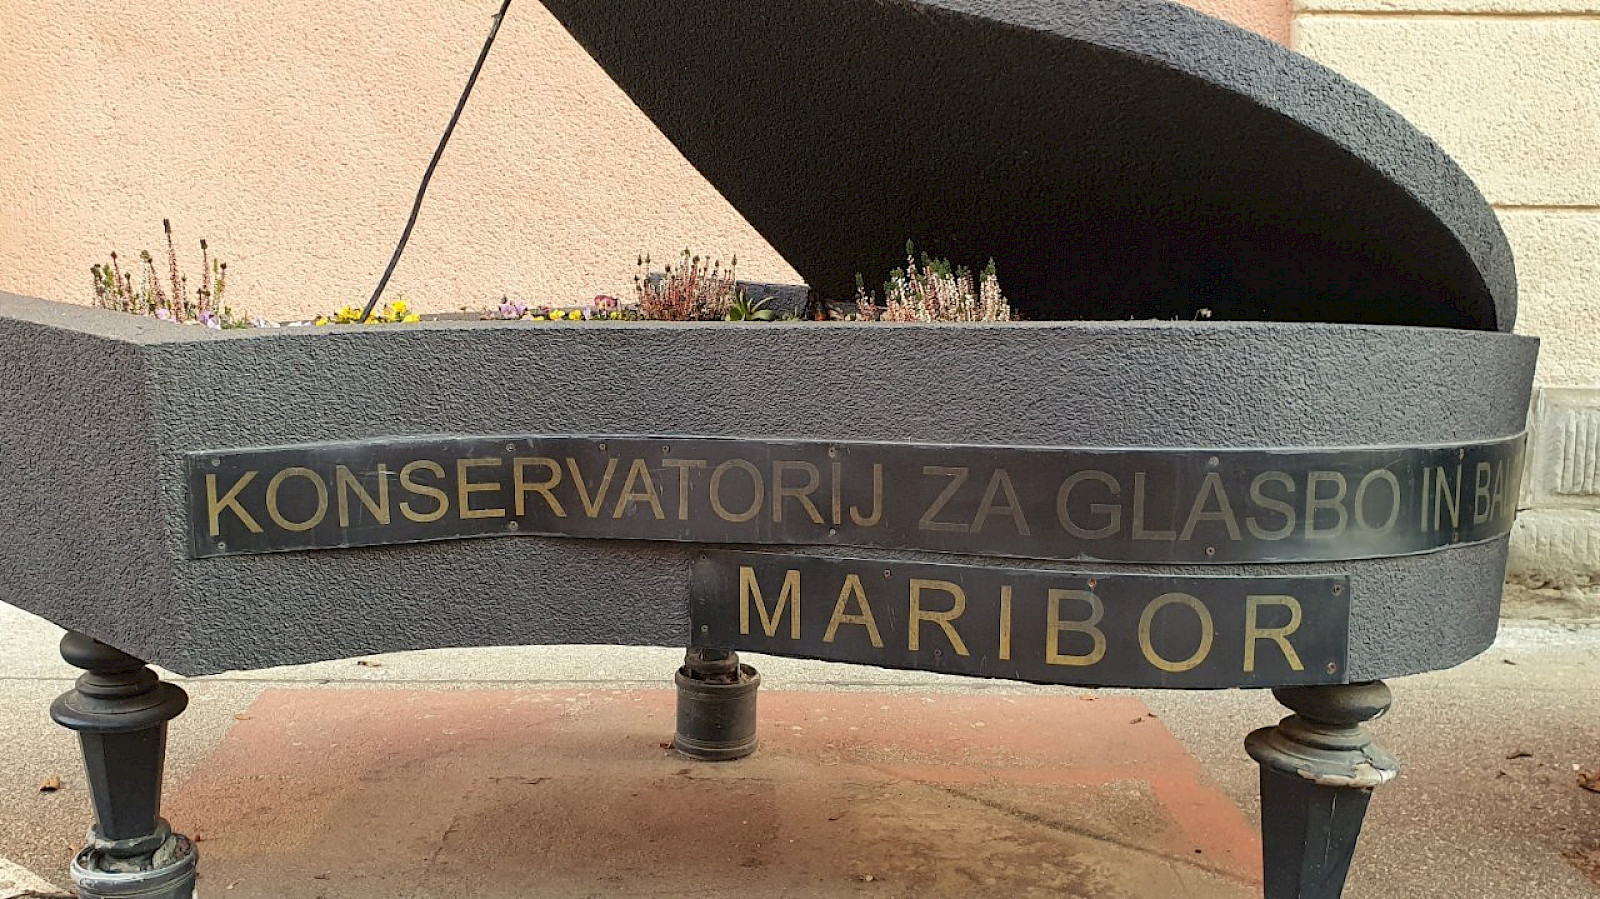 KONSERVATORIJ ZA GLASBO IN
MARIBOR